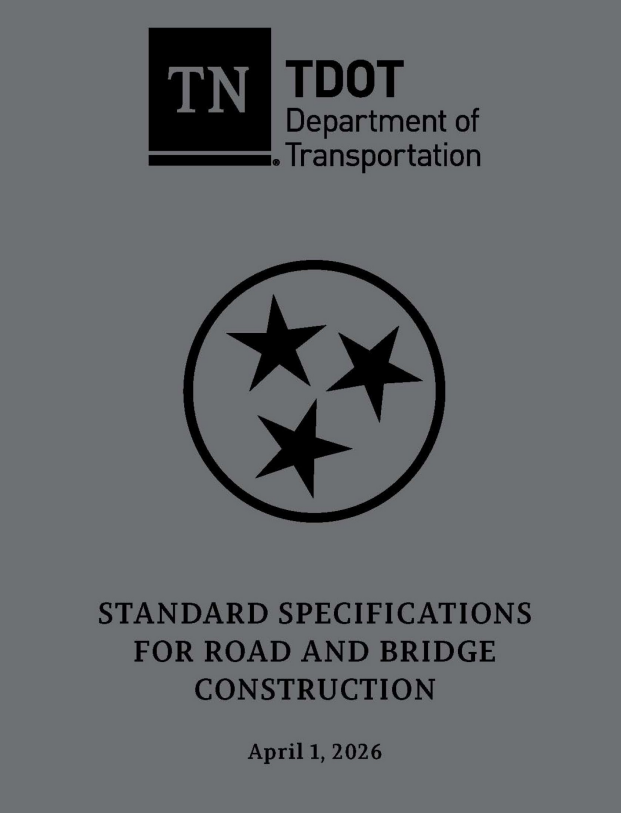 TN
TDOT
Department of
Transportation
STANDARD SPECIFICATIONS
FOR ROAD AND BRIDGE
CONSTRUCTION
April 1, 2026